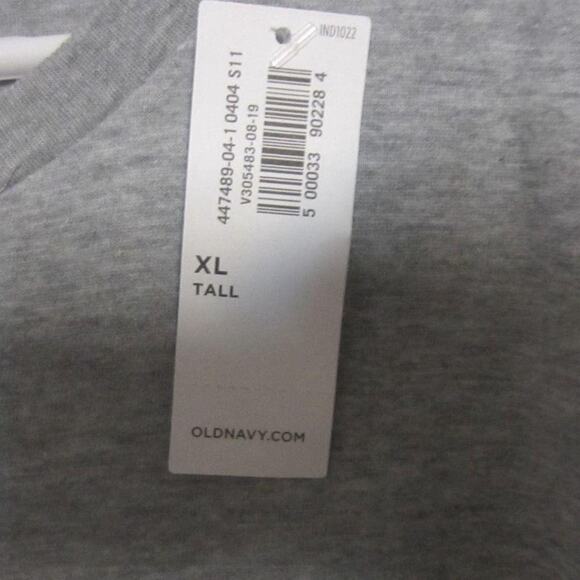 IND1022
447489-04-1 0404 S11
V305483-08-19
5 00033 90228 4
XL
TALL
OLDNAVY.COM